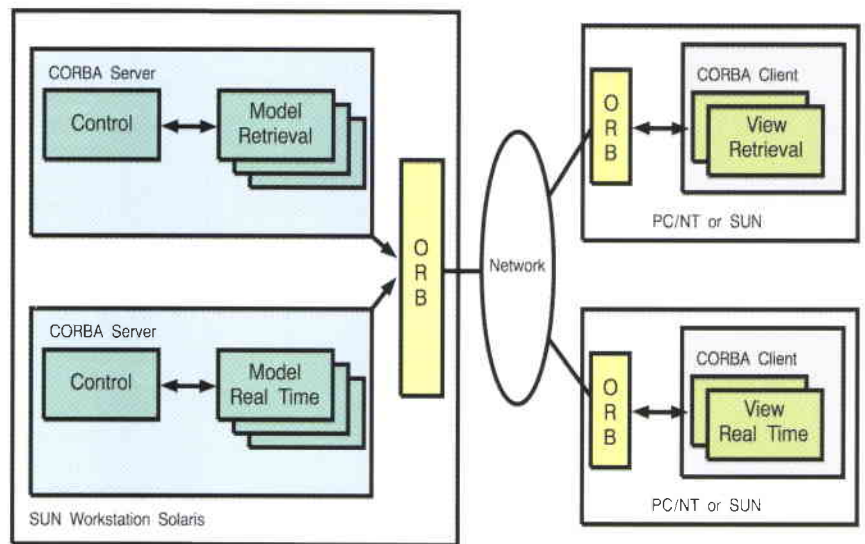 CORBA Server
Control
Model
Retrieval
CORBA Server
Control
Model
Real Time
SUN Workstation Solaris
O
R
B
Network
O
R
B
CORBA Client
View
Retrieval
PC/NT or SUN
O
R
B
CORBA Client
View
Real Time
PC/NT or SUN